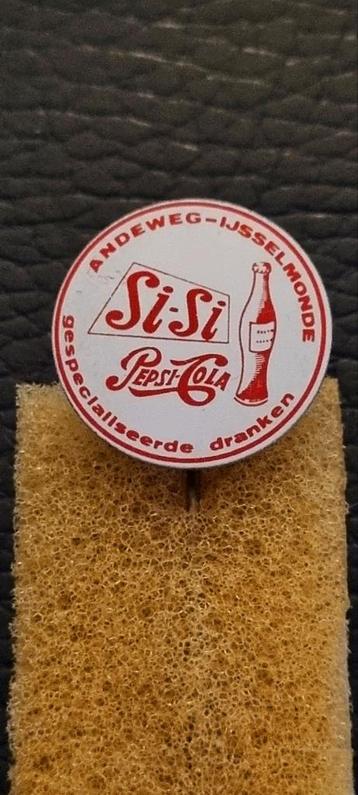 ANDEWEG-IJSSELMONDE
Si-Si
PEPSI-COLA
gespecialiseerde dranken